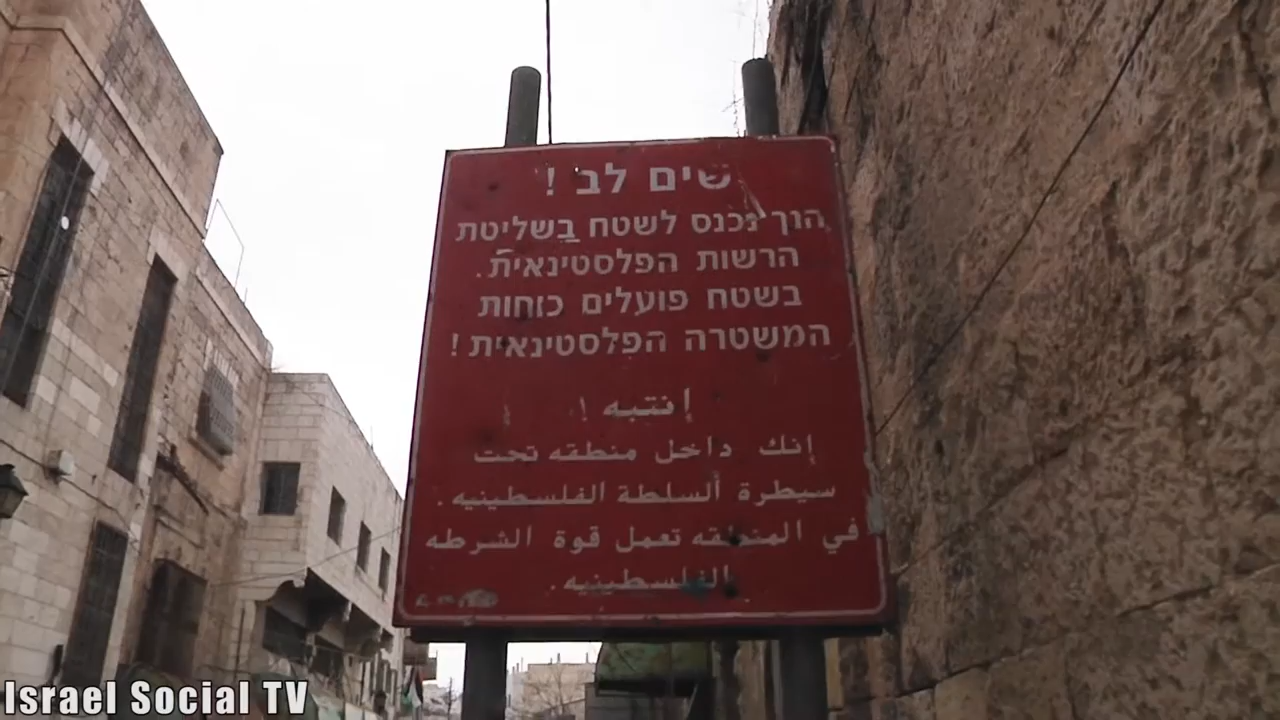 שים לב !
הנך נכנס לשטח בשליטת
הרשות הפלסטינאית.
בשטח פועלים כוחות
המשטרה הפלסטינאית !
إنتبه !
إنك داخل منطقه تحت
سيطرة ألسلطة الفلسطينيه.
في المنطقه تعمل قوة الشرطه
الفلسطينيه.
Israel Social TV